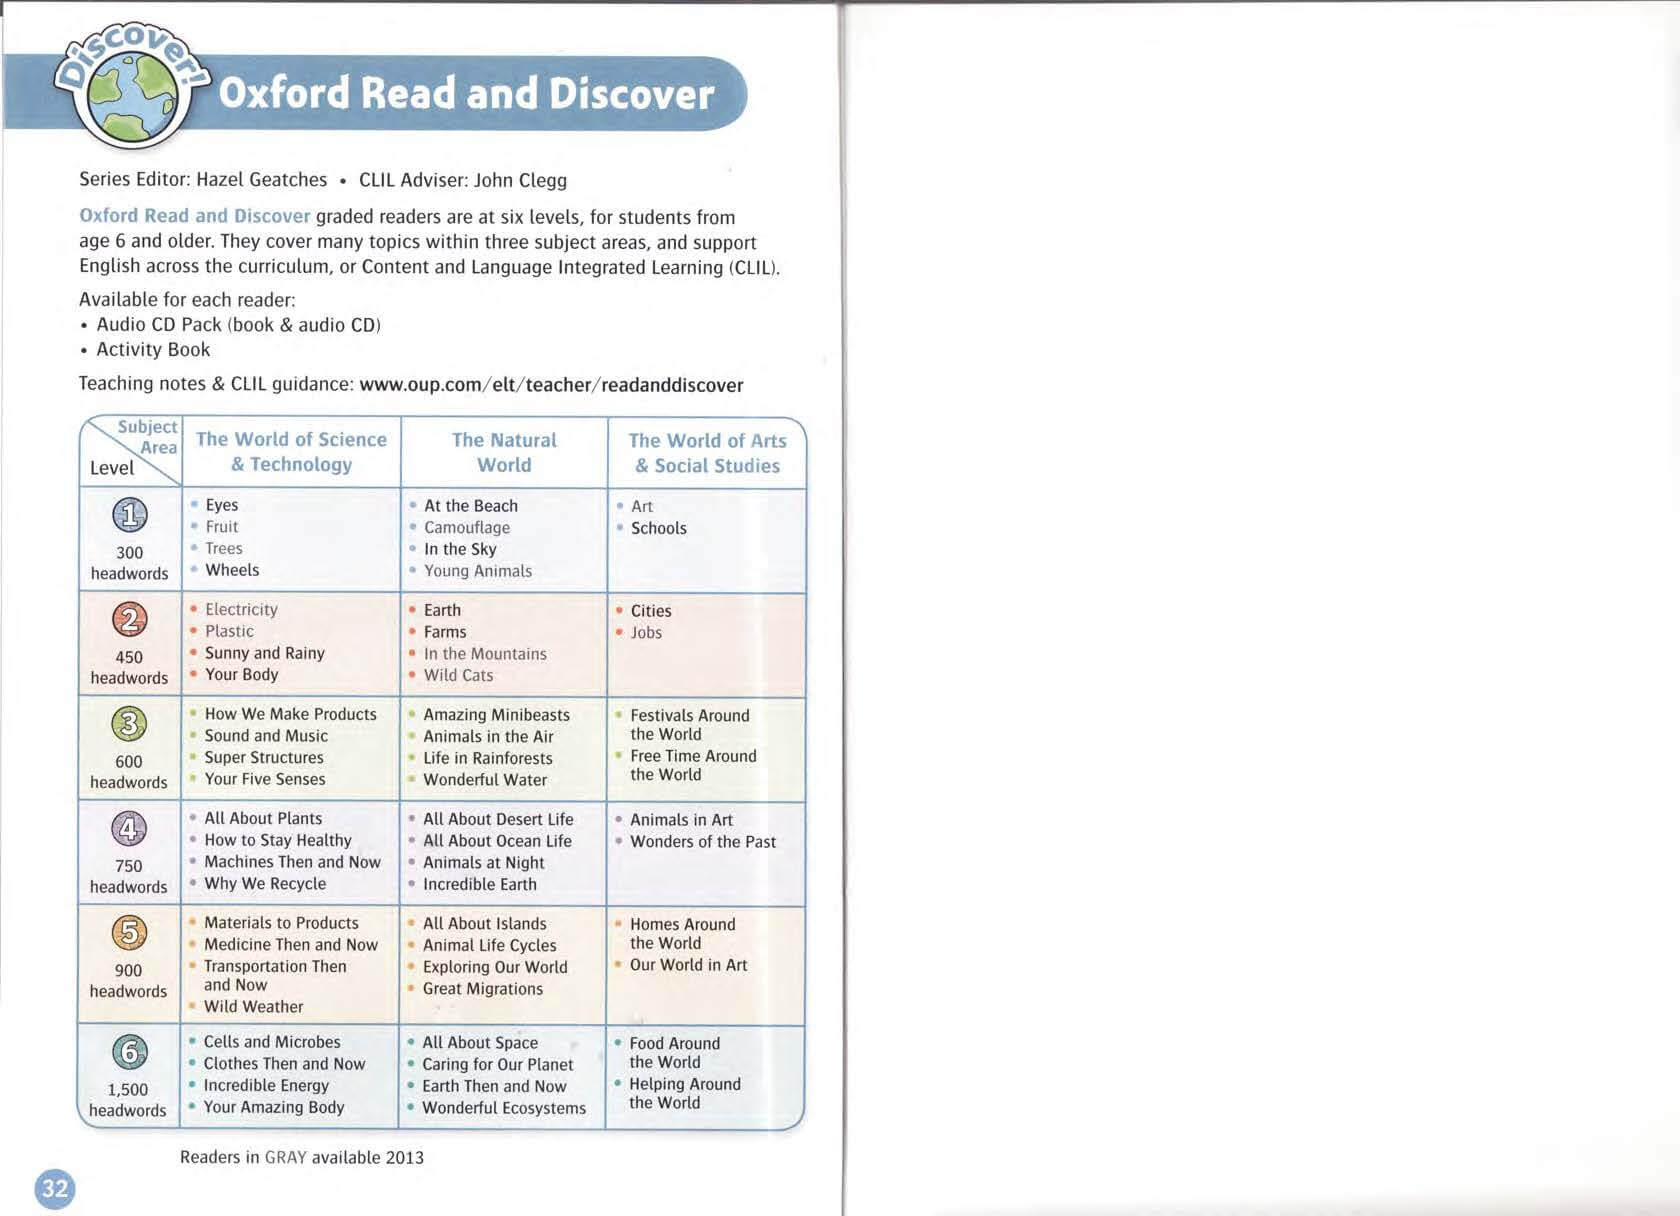 Discover!
Oxford Read and Discover
Series Editor: Hazel Geatches • CLIL Adviser: John Clegg
Oxford Read and Discover graded readers are at six levels, for students from
age 6 and older. They cover many topics within three subject areas, and support
English across the curriculum, or Content and Language Integrated Learning (CLIL).
Available for each reader:
• Audio CD Pack (book & audio CD)
• Activity Book
Teaching notes & CLIL guidance: www.oup.com/elt/teacher/readanddiscover
Subject
Area
Level
The World of Science
& Technology
The Natural
World
The World of Arts
& Social Studies
1
300
headwords
• Eyes
• Fruit
• Trees
• Wheels
• At the Beach
• Camouflage
• In the Sky
• Young Animals
• Art
• Schools
2
450
headwords
• Electricity
• Plastic
• Sunny and Rainy
• Your Body
• Earth
• Farms
• In the Mountains
• Wild Cats
• Cities
• Jobs
3
600
headwords
• How We Make Products
• Sound and Music
• Super Structures
• Your Five Senses
• Amazing Minibeasts
• Animals in the Air
• Life in Rainforests
• Wonderful Water
• Festivals Around
the World
• Free Time Around
the World
4
750
headwords
• All About Plants
• How to Stay Healthy
• Machines Then and Now
• Why We Recycle
• All About Desert Life
• All About Ocean Life
• Animals at Night
• Incredible Earth
• Animals in Art
• Wonders of the Past
5
900
headwords
• Materials to Products
• Medicine Then and Now
• Transportation Then
and Now
• Wild Weather
• All About Islands
• Animal Life Cycles
• Exploring Our World
• Great Migrations
• Homes Around
the World
• Our World in Art
6
1,500
headwords
• Cells and Microbes
• Clothes Then and Now
• Incredible Energy
• Your Amazing Body
• All About Space
• Caring for Our Planet
• Earth Then and Now
• Wonderful Ecosystems
• Food Around
the World
• Helping Around
the World
Readers in GRAY available 2013
32